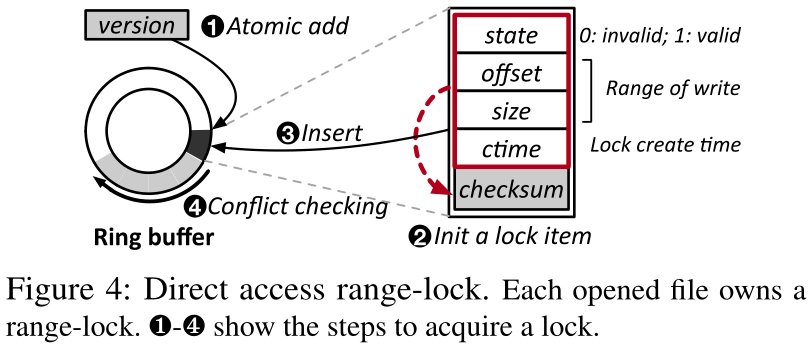 version
❶Atomic add
state
0: invalid; 1: valid
offset
size
Range of write
❸Insert
ctime
Lock create time
checksum
❹Conflict checking
Ring buffer
❷Init a lock item
Figure 4: Direct access range-lock. Each opened file owns a
range-lock. ❶-❹ show the steps to acquire a lock.